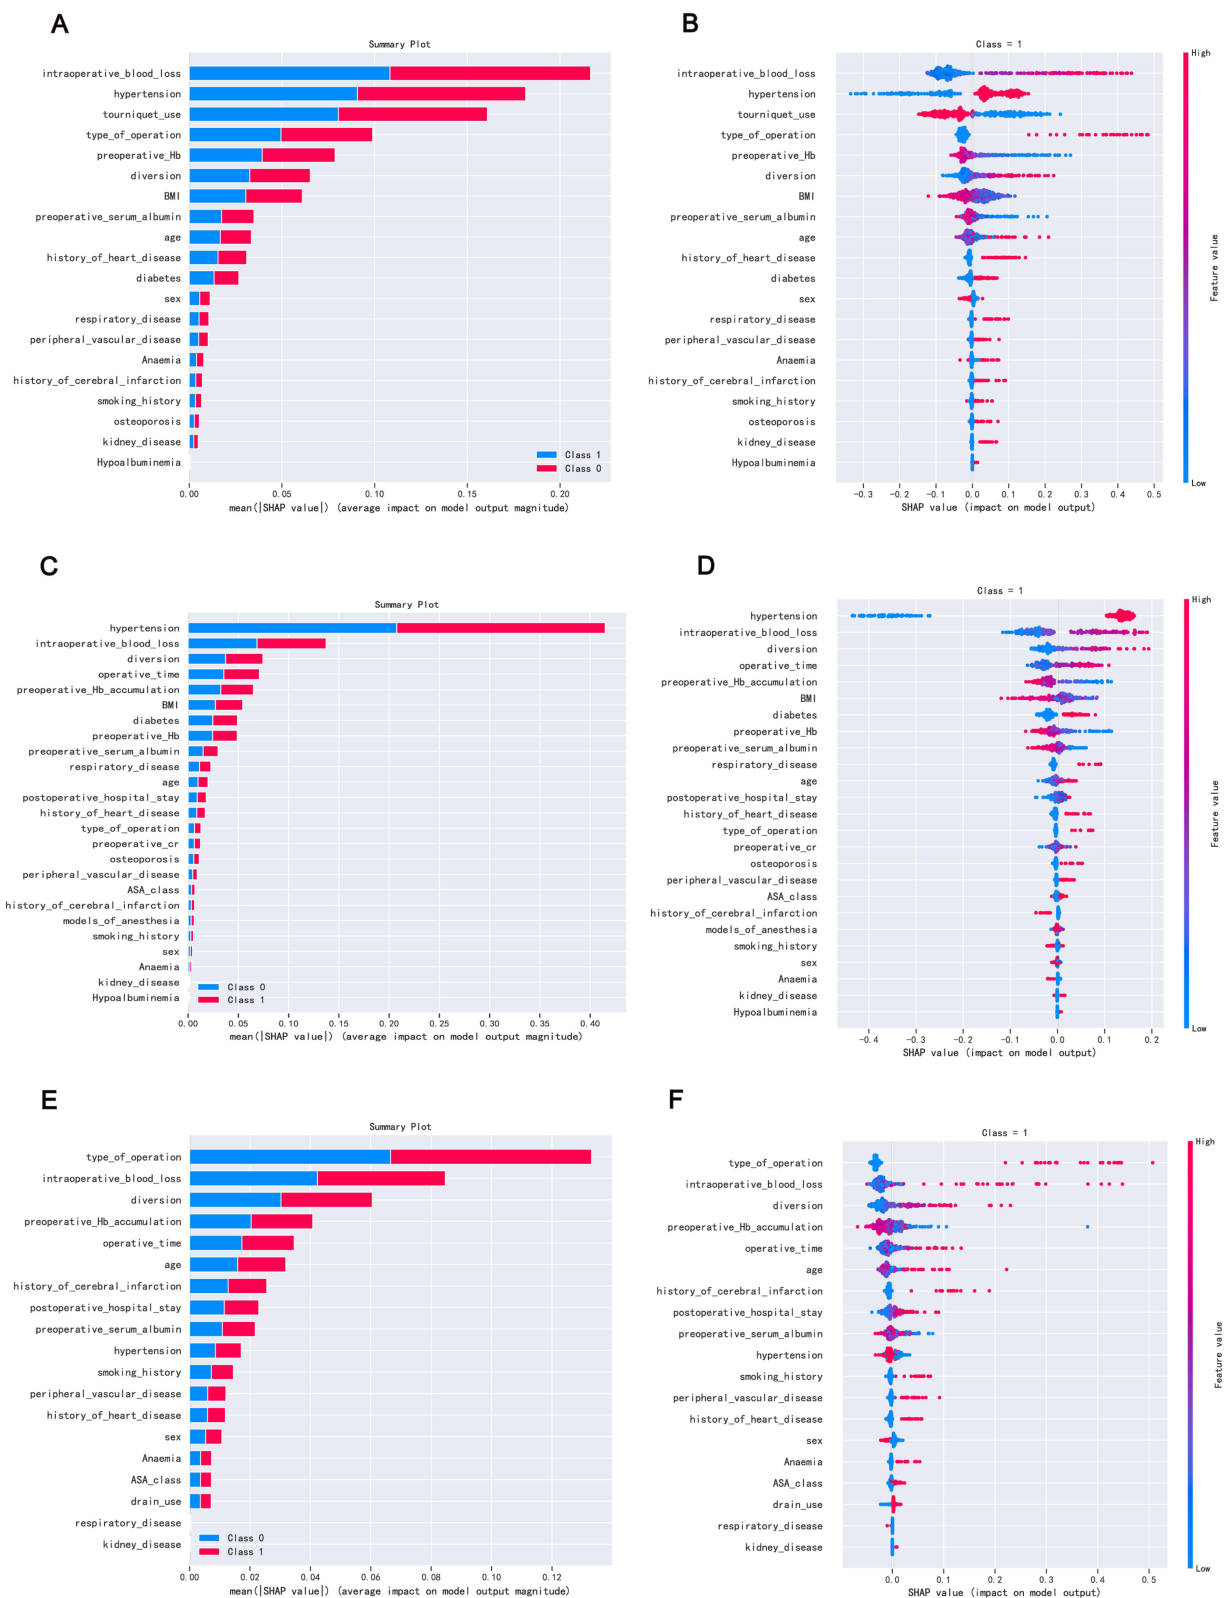 A
Summary Plot
intraoperative_blood_loss
hypertension
tourniquet_use
type_of_operation
preoperative_Hb
diversion
BMI
preoperative_serum_albumin
age
history_of_heart_disease
diabetes
sex
respiratory_disease
peripheral_vascular_disease
Anaemia
history_of_cerebral_infarction
smoking_history
osteoporosis
kidney_disease
Hypoalbuminemia
Class 1
Class 0
0.00 0.05 0.10 0.15 0.20
mean(|SHAP value|) (average impact on model output magnitude)
B
Class = 1
intraoperative_blood_loss
hypertension
tourniquet_use
type_of_operation
preoperative_Hb
diversion
BMI
preoperative_serum_albumin
age
history_of_heart_disease
diabetes
sex
respiratory_disease
peripheral_vascular_disease
Anaemia
history_of_cerebral_infarction
smoking_history
osteoporosis
kidney_disease
Hypoalbuminemia
-0.3 -0.2 -0.1 0.0 0.1 0.2 0.3 0.4 0.5
SHAP value (impact on model output)
High
Feature value
Low
C
Summary Plot
hypertension
intraoperative_blood_loss
diversion
operative_time
preoperative_Hb_accumulation
BMI
diabetes
preoperative_Hb
preoperative_serum_albumin
respiratory_disease
age
postoperative_hospital_stay
history_of_heart_disease
type_of_operation
preoperative_cr
osteoporosis
peripheral_vascular_disease
ASA_class
history_of_cerebral_infarction
models_of_anesthesia
smoking_history
sex
Anaemia
kidney_disease
Hypoalbuminemia
Class 0
Class 1
0.00 0.05 0.10 0.15 0.20 0.25 0.30 0.35 0.40
mean(|SHAP value|) (average impact on model output magnitude)
D
Class = 1
hypertension
intraoperative_blood_loss
diversion
operative_time
preoperative_Hb_accumulation
BMI
diabetes
preoperative_Hb
preoperative_serum_albumin
respiratory_disease
age
postoperative_hospital_stay
history_of_heart_disease
type_of_operation
preoperative_cr
osteoporosis
peripheral_vascular_disease
ASA_class
history_of_cerebral_infarction
models_of_anesthesia
smoking_history
sex
Anaemia
kidney_disease
Hypoalbuminemia
-0.4 -0.3 -0.2 -0.1 0.0 0.1 0.2
SHAP value (impact on model output)
High
Feature value
Low
E
Summary Plot
type_of_operation
intraoperative_blood_loss
diversion
preoperative_Hb_accumulation
operative_time
age
history_of_cerebral_infarction
postoperative_hospital_stay
preoperative_serum_albumin
hypertension
smoking_history
peripheral_vascular_disease
history_of_heart_disease
sex
Anaemia
ASA_class
drain_use
respiratory_disease
kidney_disease
Class 0
Class 1
0.00 0.02 0.04 0.06 0.08 0.10 0.12
mean(|SHAP value|) (average impact on model output magnitude)
F
Class = 1
type_of_operation
intraoperative_blood_loss
diversion
preoperative_Hb_accumulation
operative_time
age
history_of_cerebral_infarction
postoperative_hospital_stay
preoperative_serum_albumin
hypertension
smoking_history
peripheral_vascular_disease
history_of_heart_disease
sex
Anaemia
ASA_class
drain_use
respiratory_disease
kidney_disease
0.0 0.1 0.2 0.3 0.4 0.5
SHAP value (impact on model output)
High
Feature value
Low